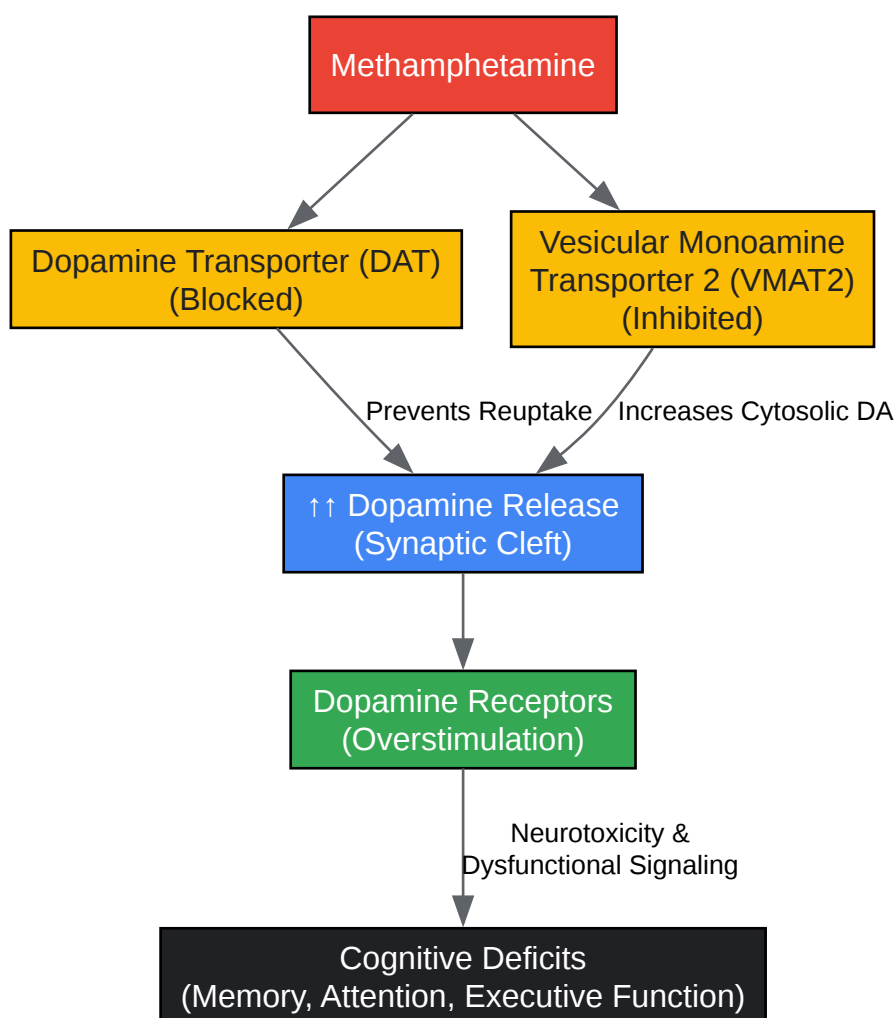 Methamphetamine
Dopamine Transporter (DAT)
(Blocked)
Vesicular Monoamine
Transporter 2 (VMAT2)
(Inhibited)
Prevents Reuptake
Increases Cytosolic DA
↑↑ Dopamine Release
(Synaptic Cleft)
Dopamine Receptors
(Overstimulation)
Neurotoxicity &
Dysfunctional Signaling
Cognitive Deficits
(Memory, Attention, Executive Function)